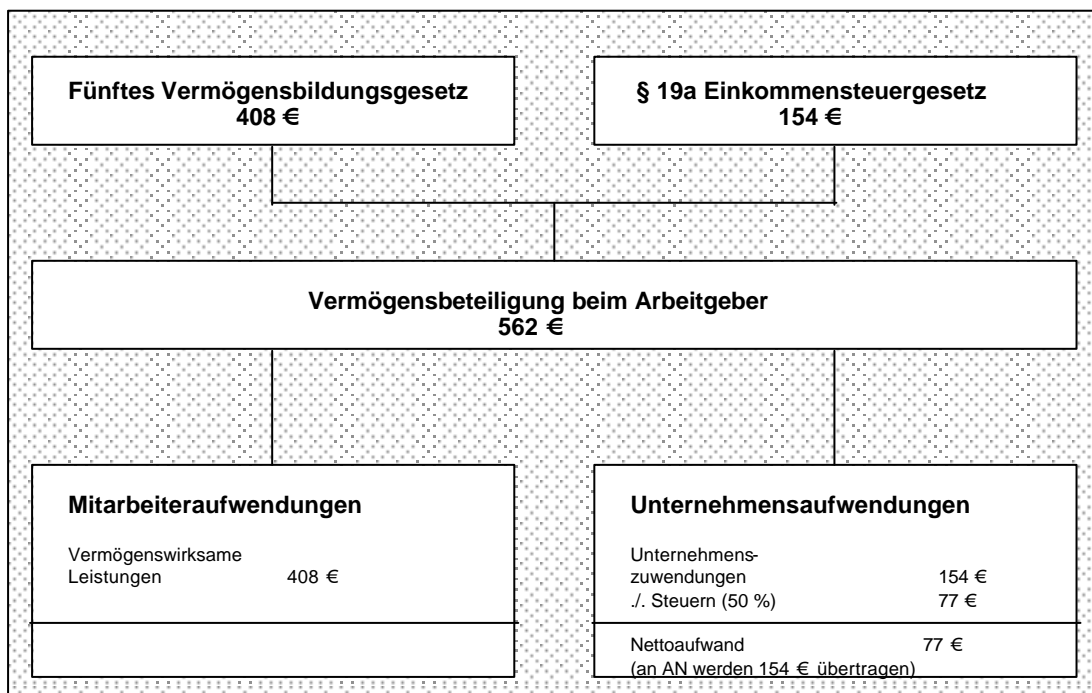 Fünftes Vermögensbildungsgesetz
408 €
§ 19a Einkommensteuergesetz
154 €
Vermögensbeteiligung beim Arbeitgeber
562 €
Mitarbeiteraufwendungen
Vermögenswirksame
Leistungen 408 €
Unternehmensaufwendungen
Unternehmens-
zuwendungen 154 €
./. Steuern (50 %) 77 €
Nettoaufwand 77 €
(an AN werden 154 € übertragen)